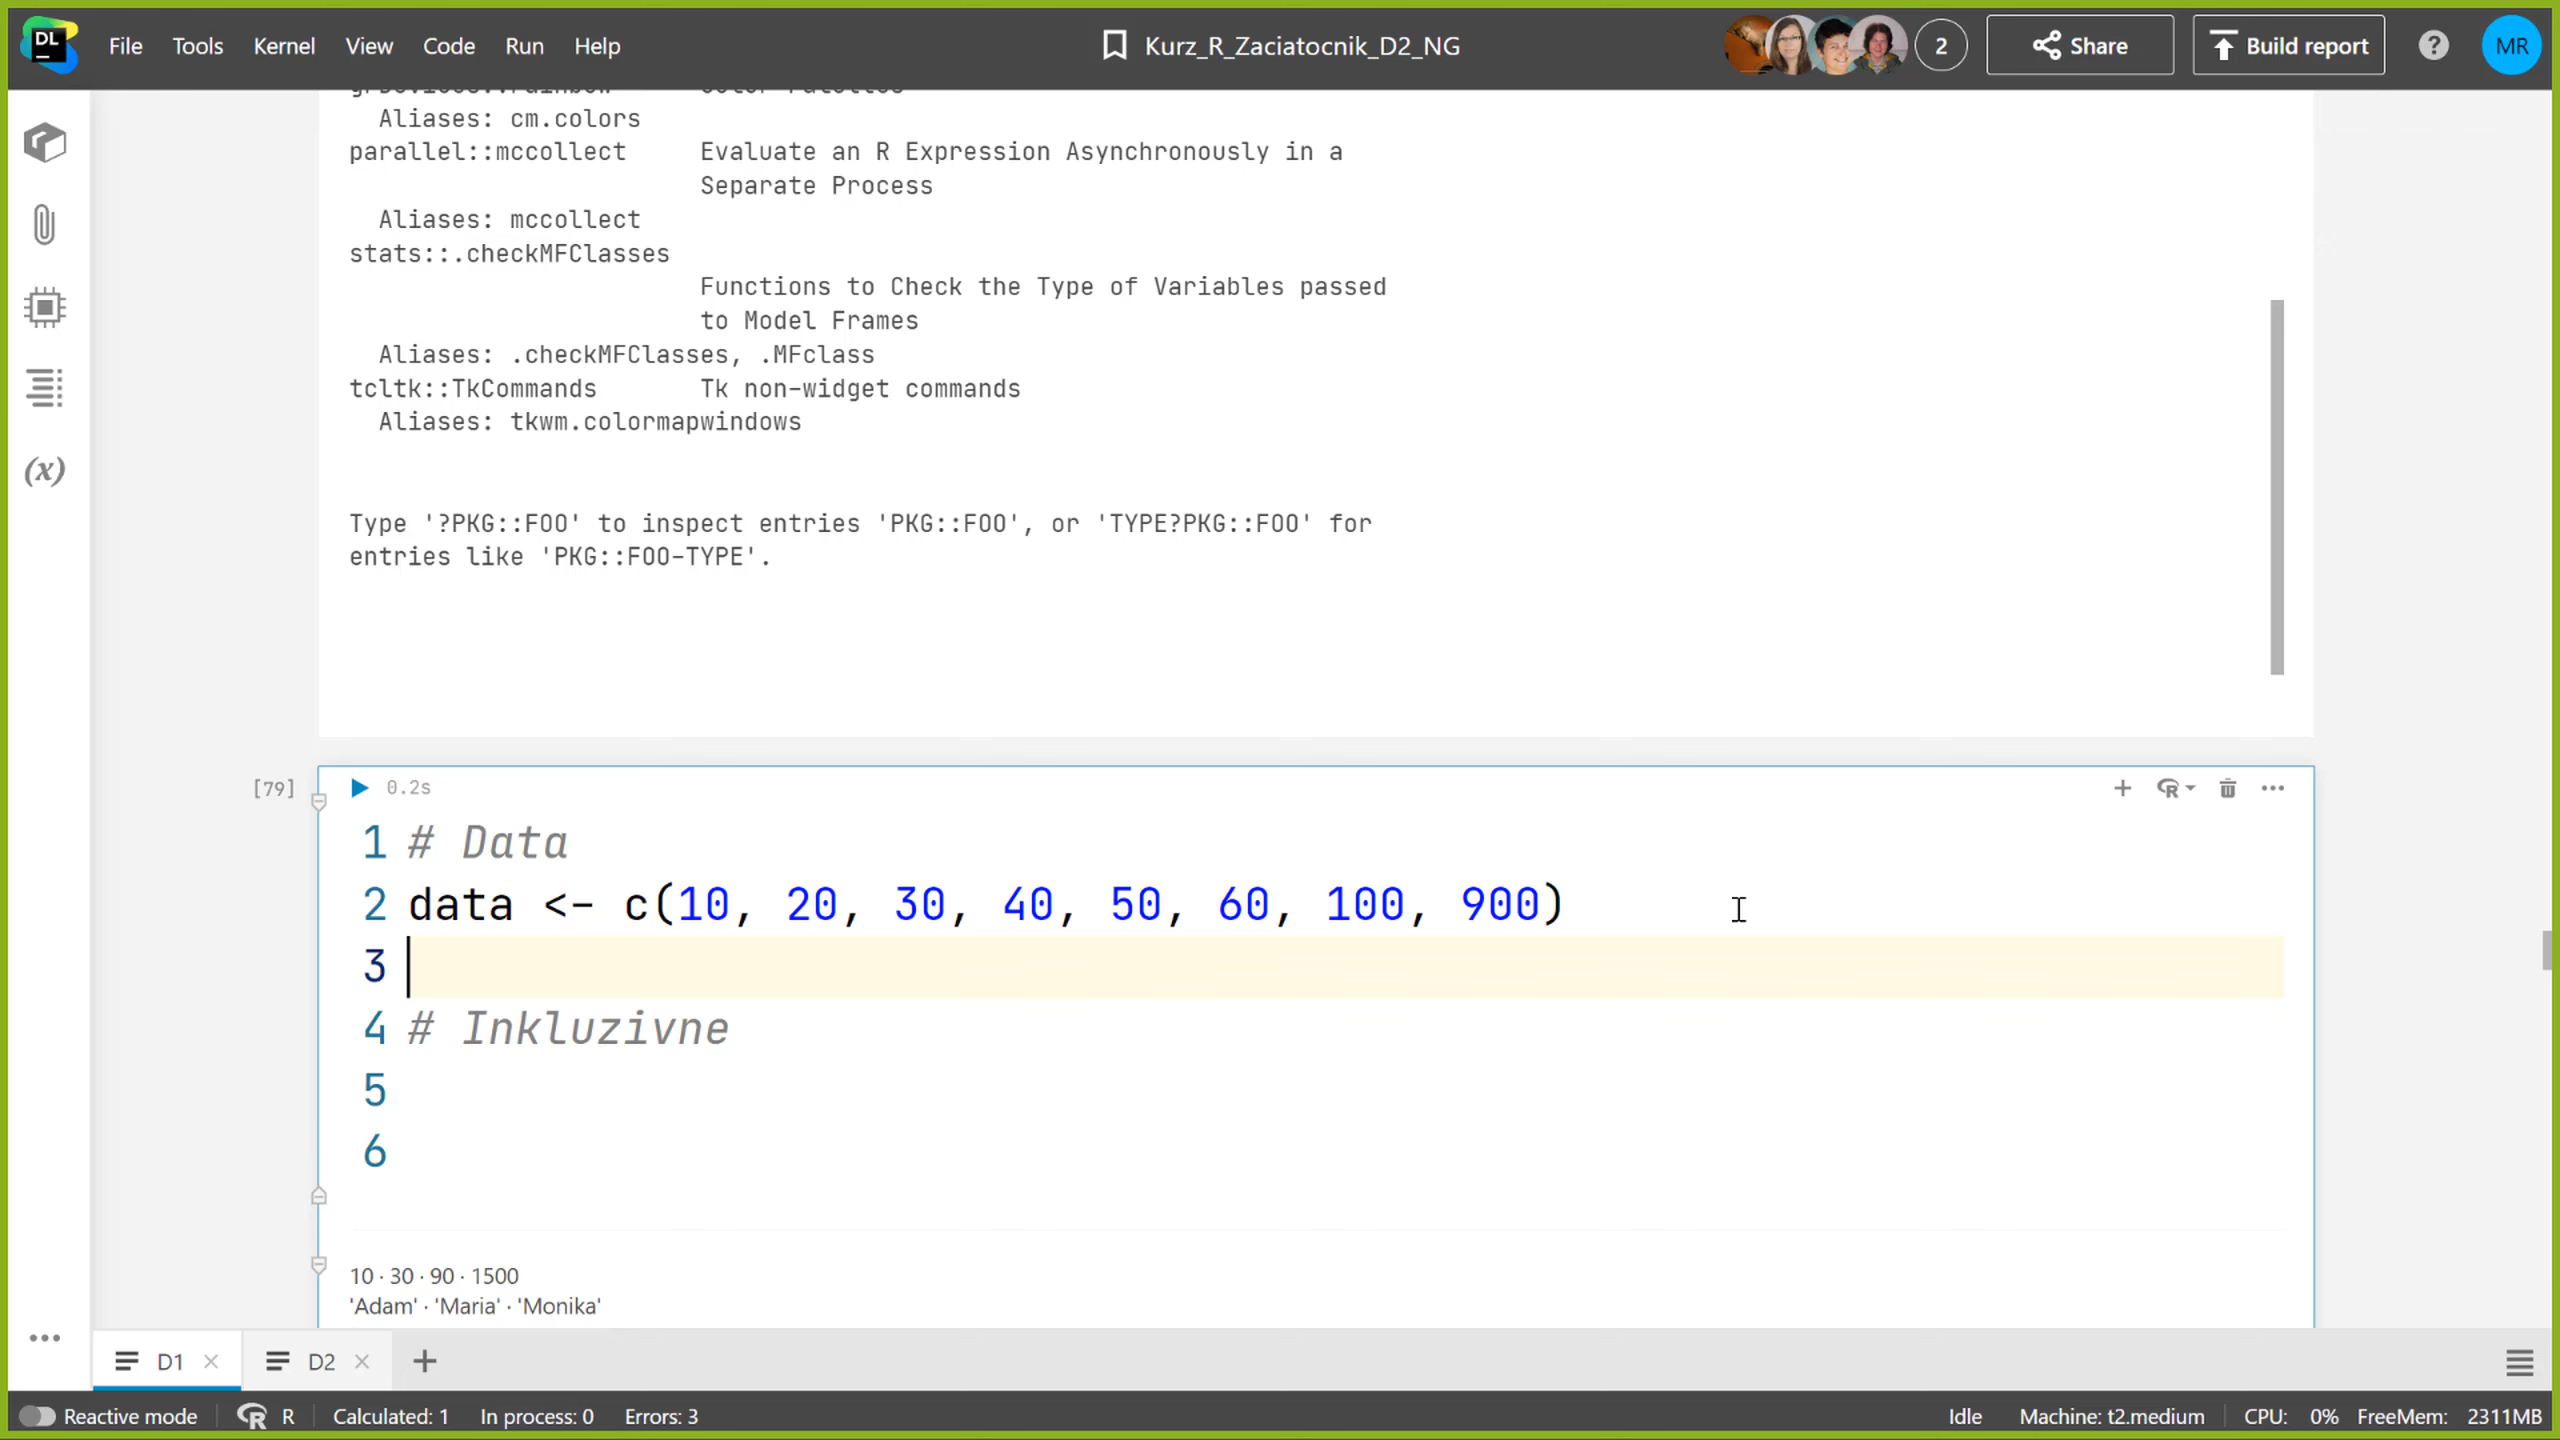 DL
File Tools Kernel View Code Run Help
Kurz_R_Zaciatocnik_D2_NG
2
Share
Build report
MR
Aliases: cm.colors
parallel::mccollect Evaluate an R Expression Asynchronously in a
Separate Process
Aliases: mccollect
stats::.checkMFClasses
Functions to Check the Type of Variables passed
to Model Frames
Aliases: .checkMFClasses, .MFclass
tcltk::TkCommands Tk non-widget commands
Aliases: tkwm.colormapwindows
Type '?PKG::FOO' to inspect entries 'PKG::FOO', or 'TYPE?PKG::FOO' for
entries like 'PKG::FOO-TYPE'.
[79] 0.2s
1 # Data
2 data <- c(10, 20, 30, 40, 50, 60, 100, 900)
3
4 # Inkluzivne
5
6
10 · 30 · 90 · 1500
'Adam' · 'Maria' · 'Monika'
D1 D2
Reactive mode R Calculated: 1 In process: 0 Errors: 3 Idle Machine: t2.medium CPU: 0% FreeMem: 2311MB